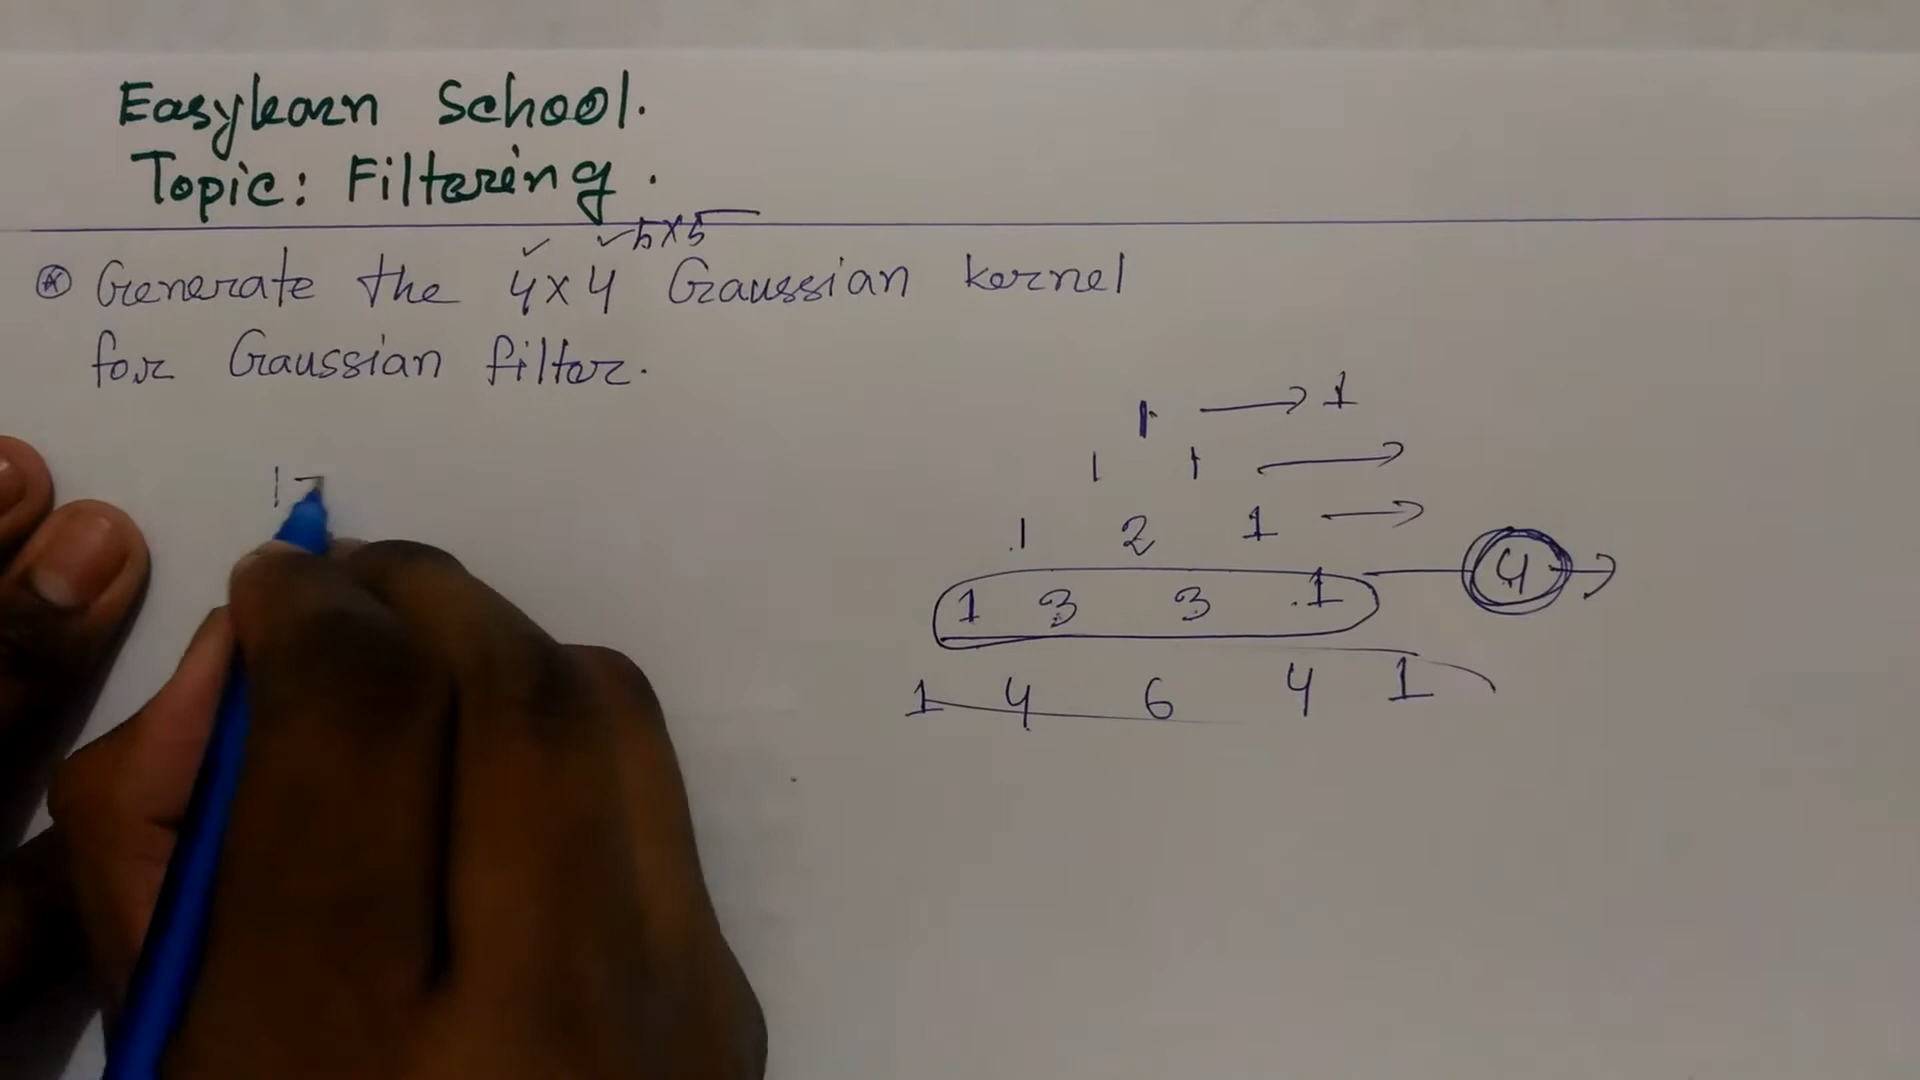 Easylearn School.
Topic: Filtering.
5x5
Generate the 4x4 Gaussian kernel
for Gaussian filter.
1 → 1
1 1 →
1 2 1 →
1 3 3 1 4 →
1 4 6 4 1
1